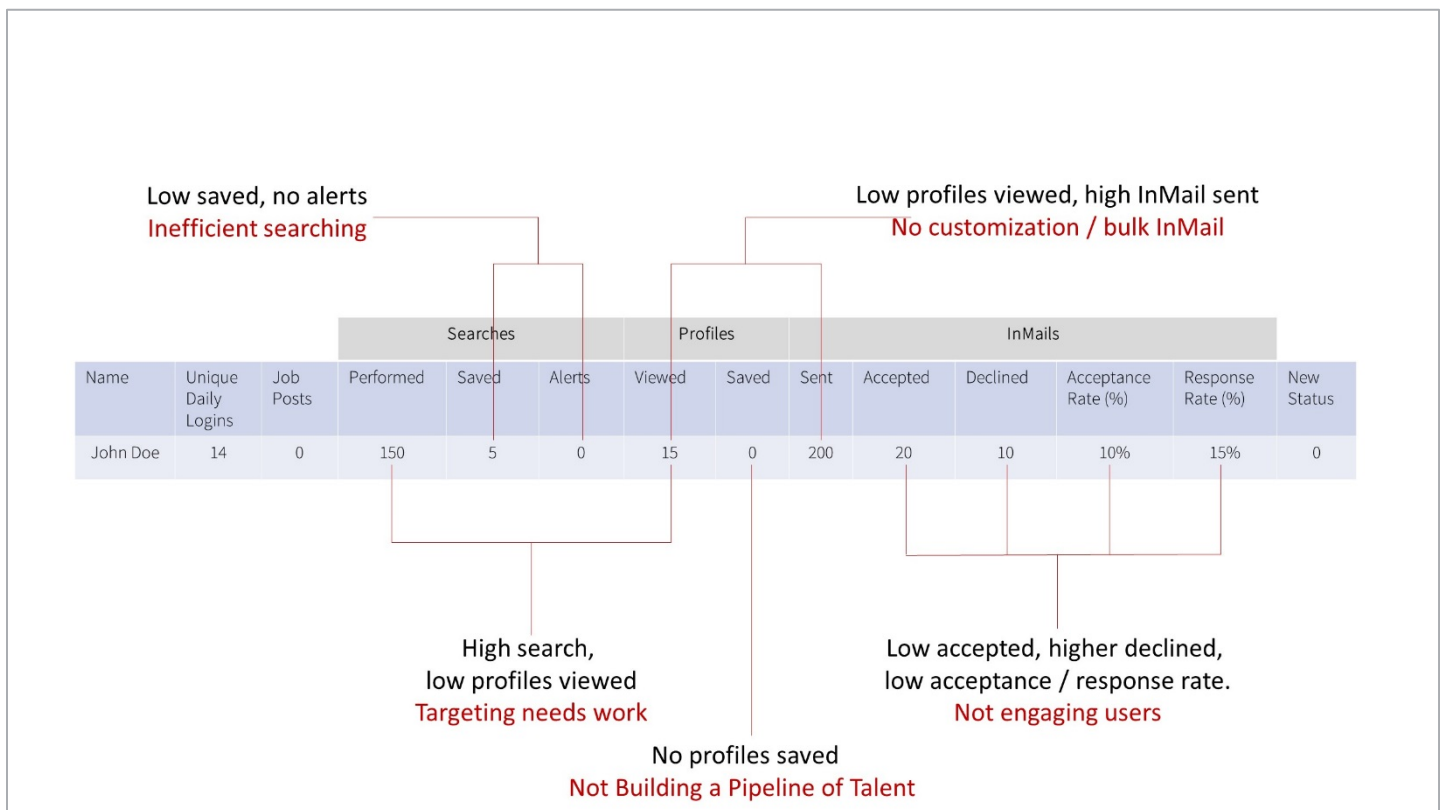 Low saved, no alerts
Inefficient searching
Low profiles viewed, high InMail sent
No customization / bulk InMail
Searches Profiles InMails
Name Unique Daily Logins Job Posts Performed Saved Alerts Viewed Saved Sent Accepted Declined Acceptance Rate (%) Response Rate (%) New Status
John Doe 14 0 150 5 0 15 0 200 20 10 10% 15% 0
High search,
low profiles viewed
Targeting needs work
Low accepted, higher declined,
low acceptance / response rate.
Not engaging users
No profiles saved
Not Building a Pipeline of Talent